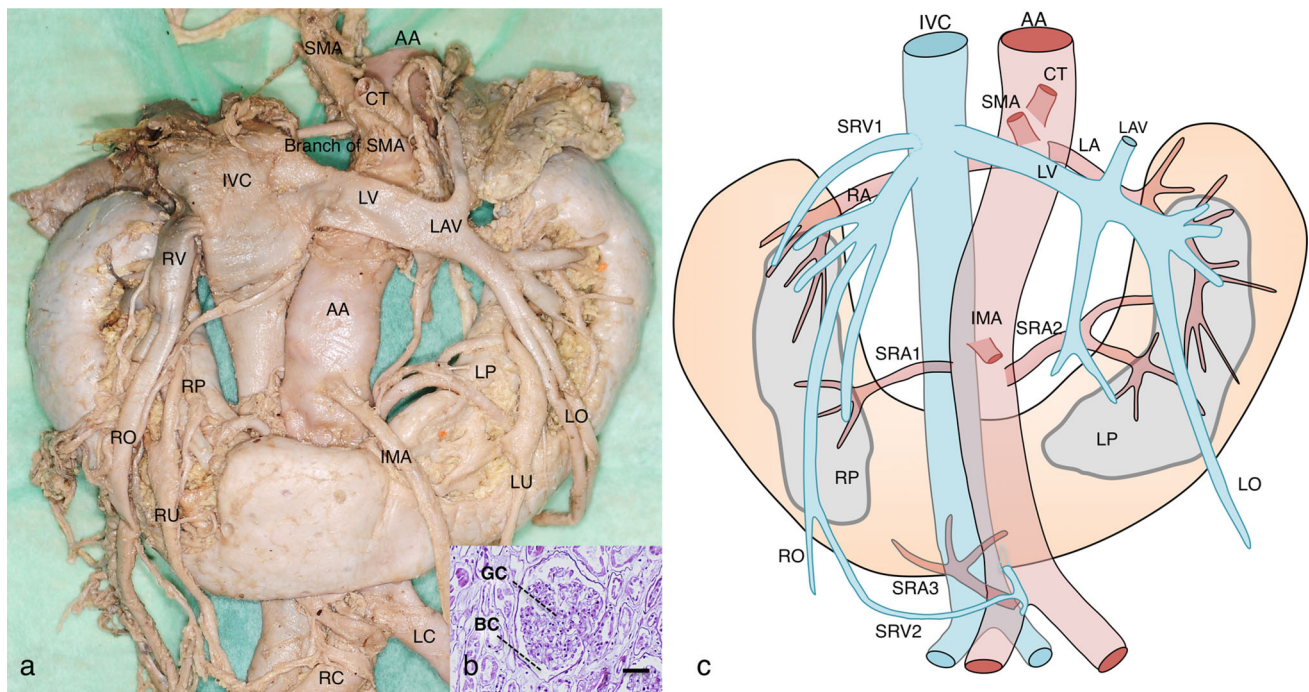 SMA
AA
CT
Branch of SMA
IVC
LV
LAV
RV
AA
RP
LP
RO
LO
IMA
LU
RU
GC
BC
LC
RC
a
b
IVC
AA
CT
SMA
SRV1
LA
LAV
LV
RA
IMA
SRA2
SRA1
LP
RP
LO
RO
SRA3
SRV2
c